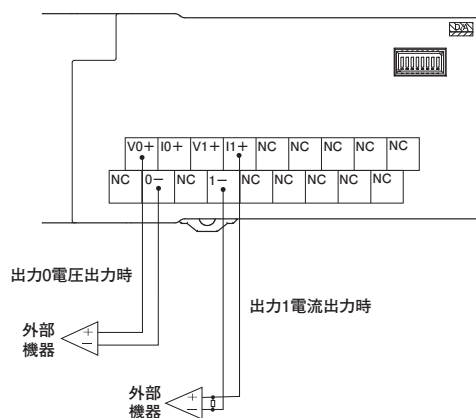 D/A
V0+ I0+ V1+ I1+ NC NC NC NC NC
NC 0− NC 1− NC NC NC NC NC
出力0電圧出力時
出力1電流出力時
外部
機器
+
−
外部
機器
+
−